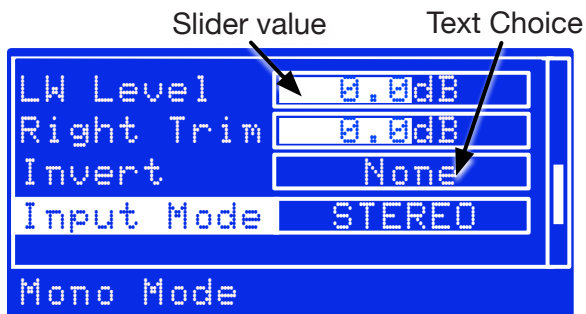 Slider value Text Choice
LW Level 0.0dB
Right Trim 0.0dB
Invert None
Input Mode STEREO
Mono Mode